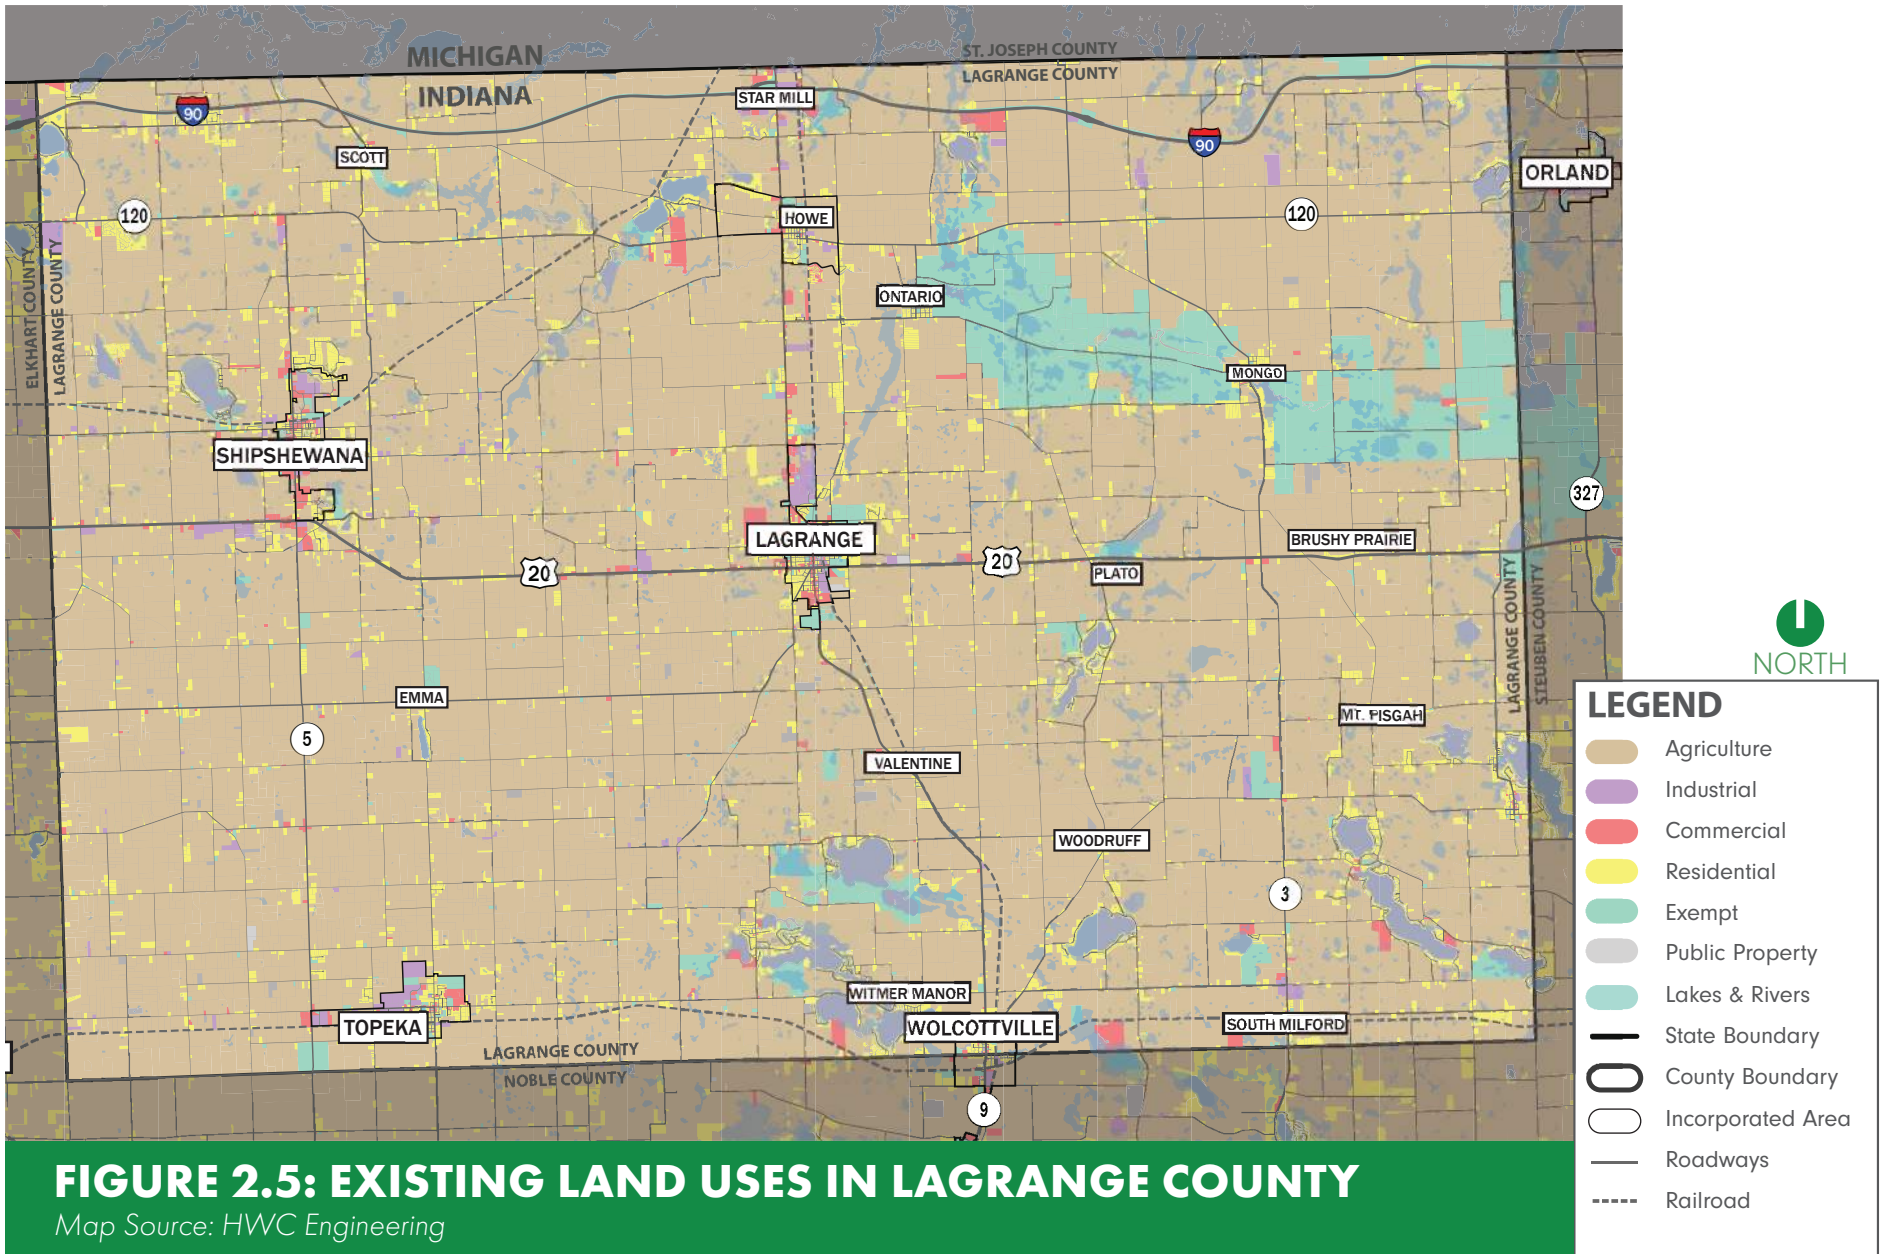 MICHIGAN
INDIANA
ST. JOSEPH COUNTY
LAGRANGE COUNTY
STAR MILL
90
90
SCOTT
ORLAND
120
HOWE
120
ELKHART COUNTY
LAGRANGE COUNTY
ONTARIO
MONGO
SHIPSHEWANA
327
LAGRANGE
BRUSHY PRAIRIE
20
20
PLATO
LAGRANGE COUNTY
STEUBEN COUNTY
EMMA
MT. PISGAH
5
VALENTINE
WOODRUFF
3
WITMER MANOR
TOPEKA
WOLCOTTVILLE
SOUTH MILFORD
LAGRANGE COUNTY
NOBLE COUNTY
9
NORTH
LEGEND
Agriculture
Industrial
Commercial
Residential
Exempt
Public Property
Lakes & Rivers
State Boundary
County Boundary
Incorporated Area
Roadways
Railroad
FIGURE 2.5: EXISTING LAND USES IN LAGRANGE COUNTY
Map Source: HWC Engineering